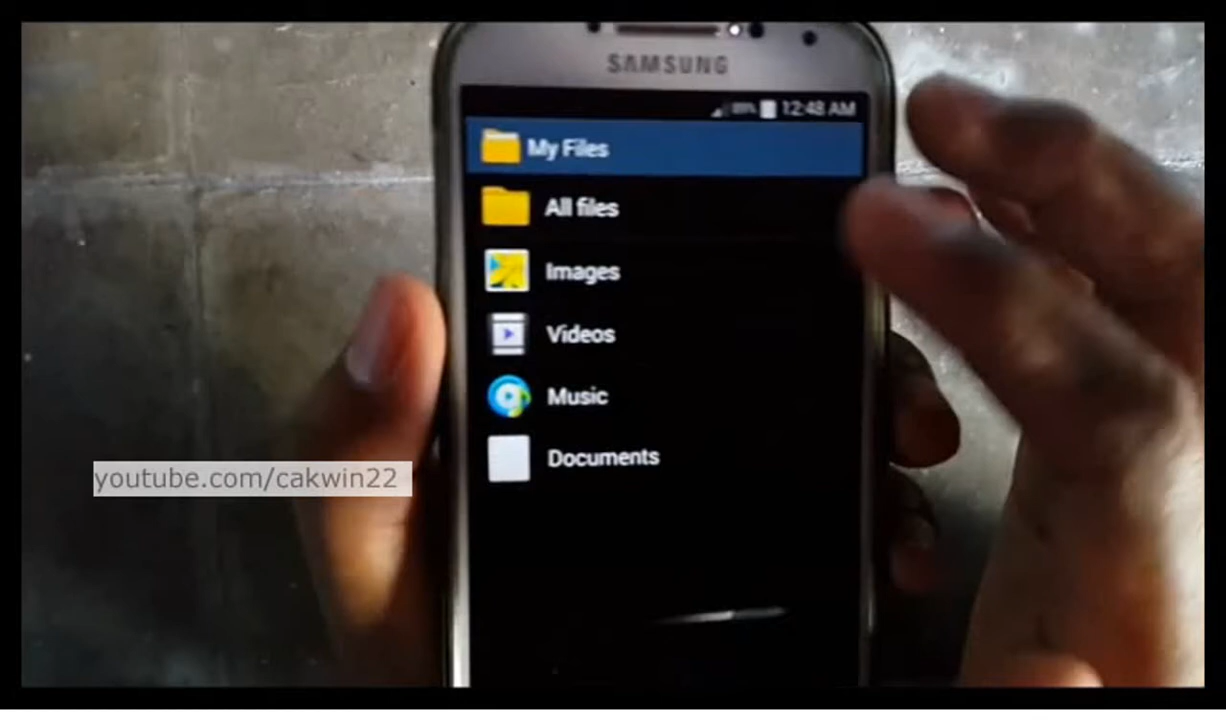 SAMSUNG
12:48 AM
My Files
All files
Images
Videos
Music
Documents
youtube.com/cakwin22